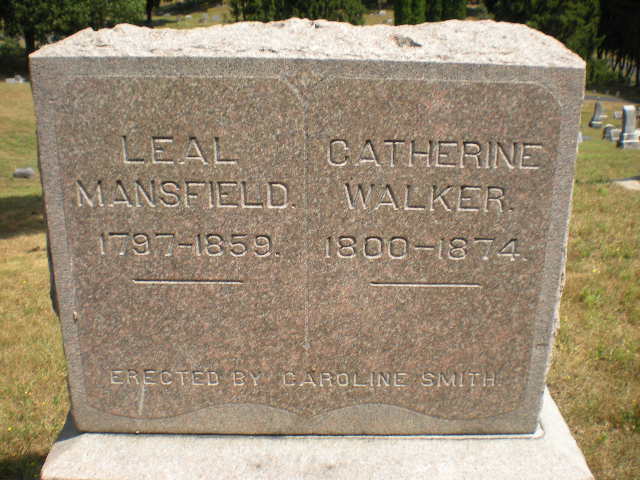 LEAL
MANSFIELD.
1797-1859.
CATHERINE
WALKER.
1800-1874.
ERECTED BY CAROLINE SMITH.